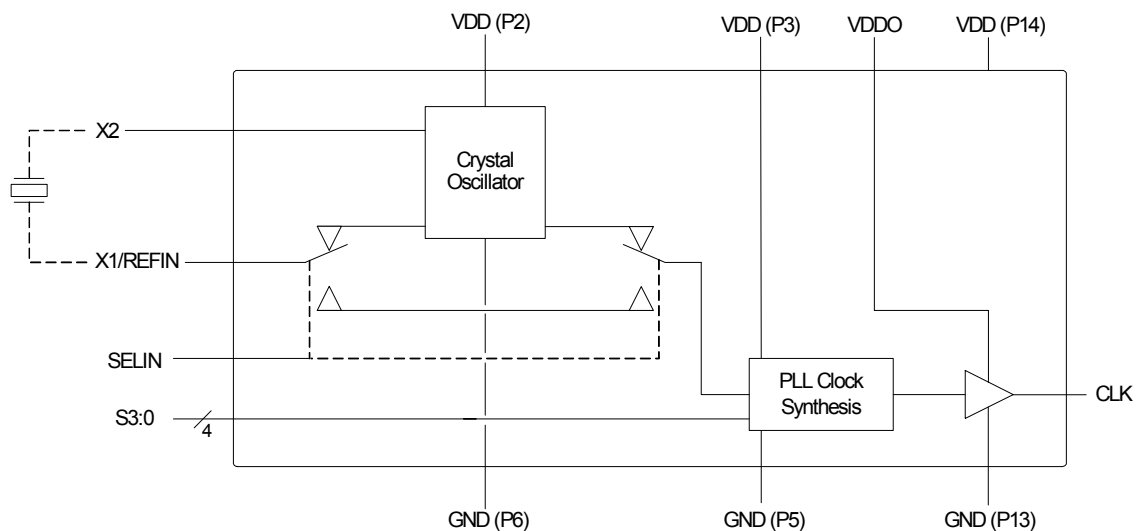 VDD (P2)
VDD (P3)
VDDO
VDD (P14)
X2
Crystal
Oscillator
X1/REFIN
SELIN
PLL Clock
Synthesis
CLK
S3:0
4
GND (P6)
GND (P5)
GND (P13)